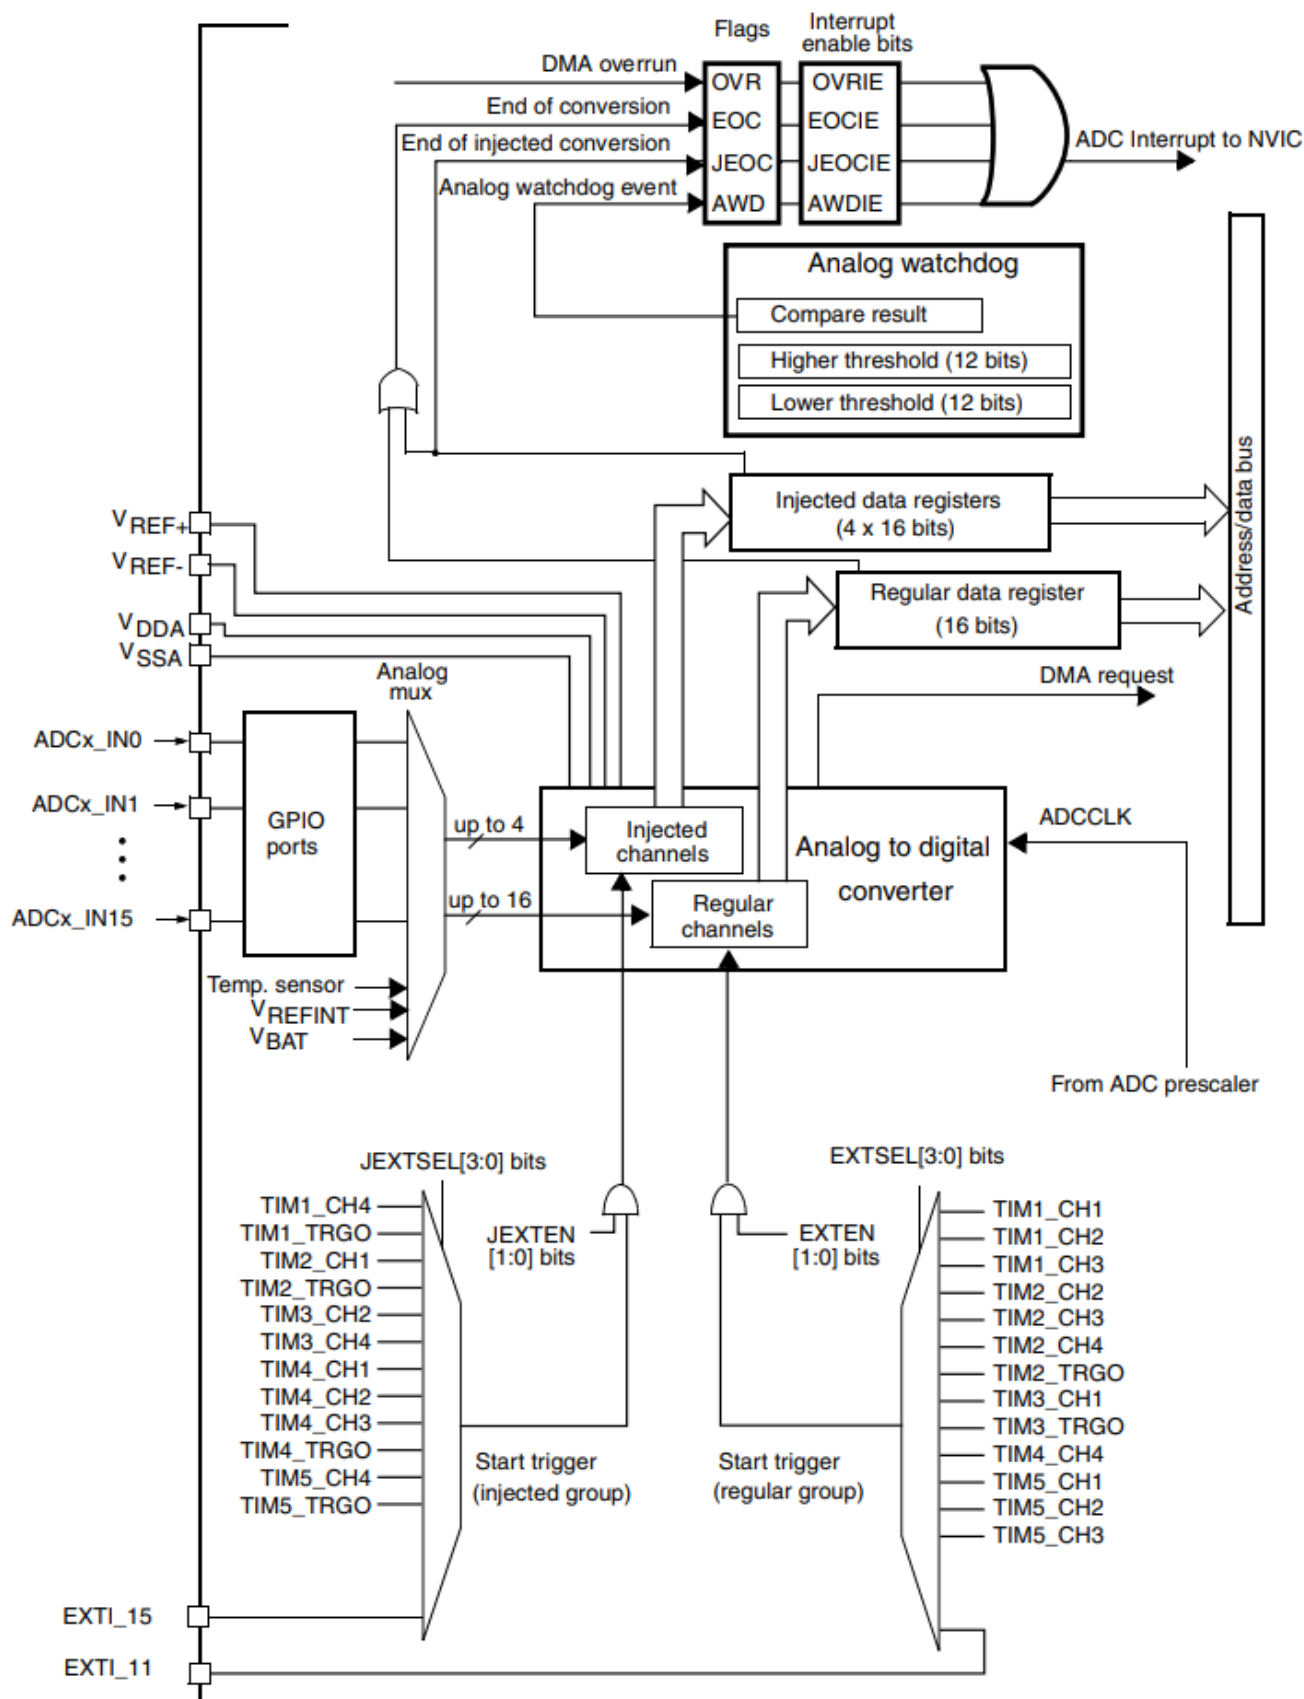 Flags
Interrupt
enable bits
DMA overrun
OVR
OVRIE
End of conversion
EOC
EOCIE
End of injected conversion
JEOC
JEOCIE
ADC Interrupt to NVIC
Analog watchdog event
AWD
AWDIE
Analog watchdog
Compare result
Higher threshold (12 bits)
Lower threshold (12 bits)
Address/data bus
Injected data registers
(4 x 16 bits)
Regular data register
(16 bits)
DMA request
VREF+
VREF-
VDDA
VSSA
Analog
mux
ADCx_IN0
ADCx_IN1
ADCx_IN15
GPIO
ports
up to 4
up to 16
Injected
channels
Regular
channels
Analog to digital
converter
ADCCLK
Temp. sensor
VREFINT
VBAT
From ADC prescaler
JEXTSEL[3:0] bits
EXTSEL[3:0] bits
TIM1_CH4
TIM1_TRGO
TIM2_CH1
TIM2_TRGO
TIM3_CH2
TIM3_CH4
TIM4_CH1
TIM4_CH2
TIM4_CH3
TIM4_TRGO
TIM5_CH4
TIM5_TRGO
JEXTEN
[1:0] bits
EXTEN
[1:0] bits
Start trigger
(injected group)
Start trigger
(regular group)
TIM1_CH1
TIM1_CH2
TIM1_CH3
TIM2_CH2
TIM2_CH3
TIM2_CH4
TIM2_TRGO
TIM3_CH1
TIM3_TRGO
TIM4_CH4
TIM5_CH1
TIM5_CH2
TIM5_CH3
EXTI_15
EXTI_11